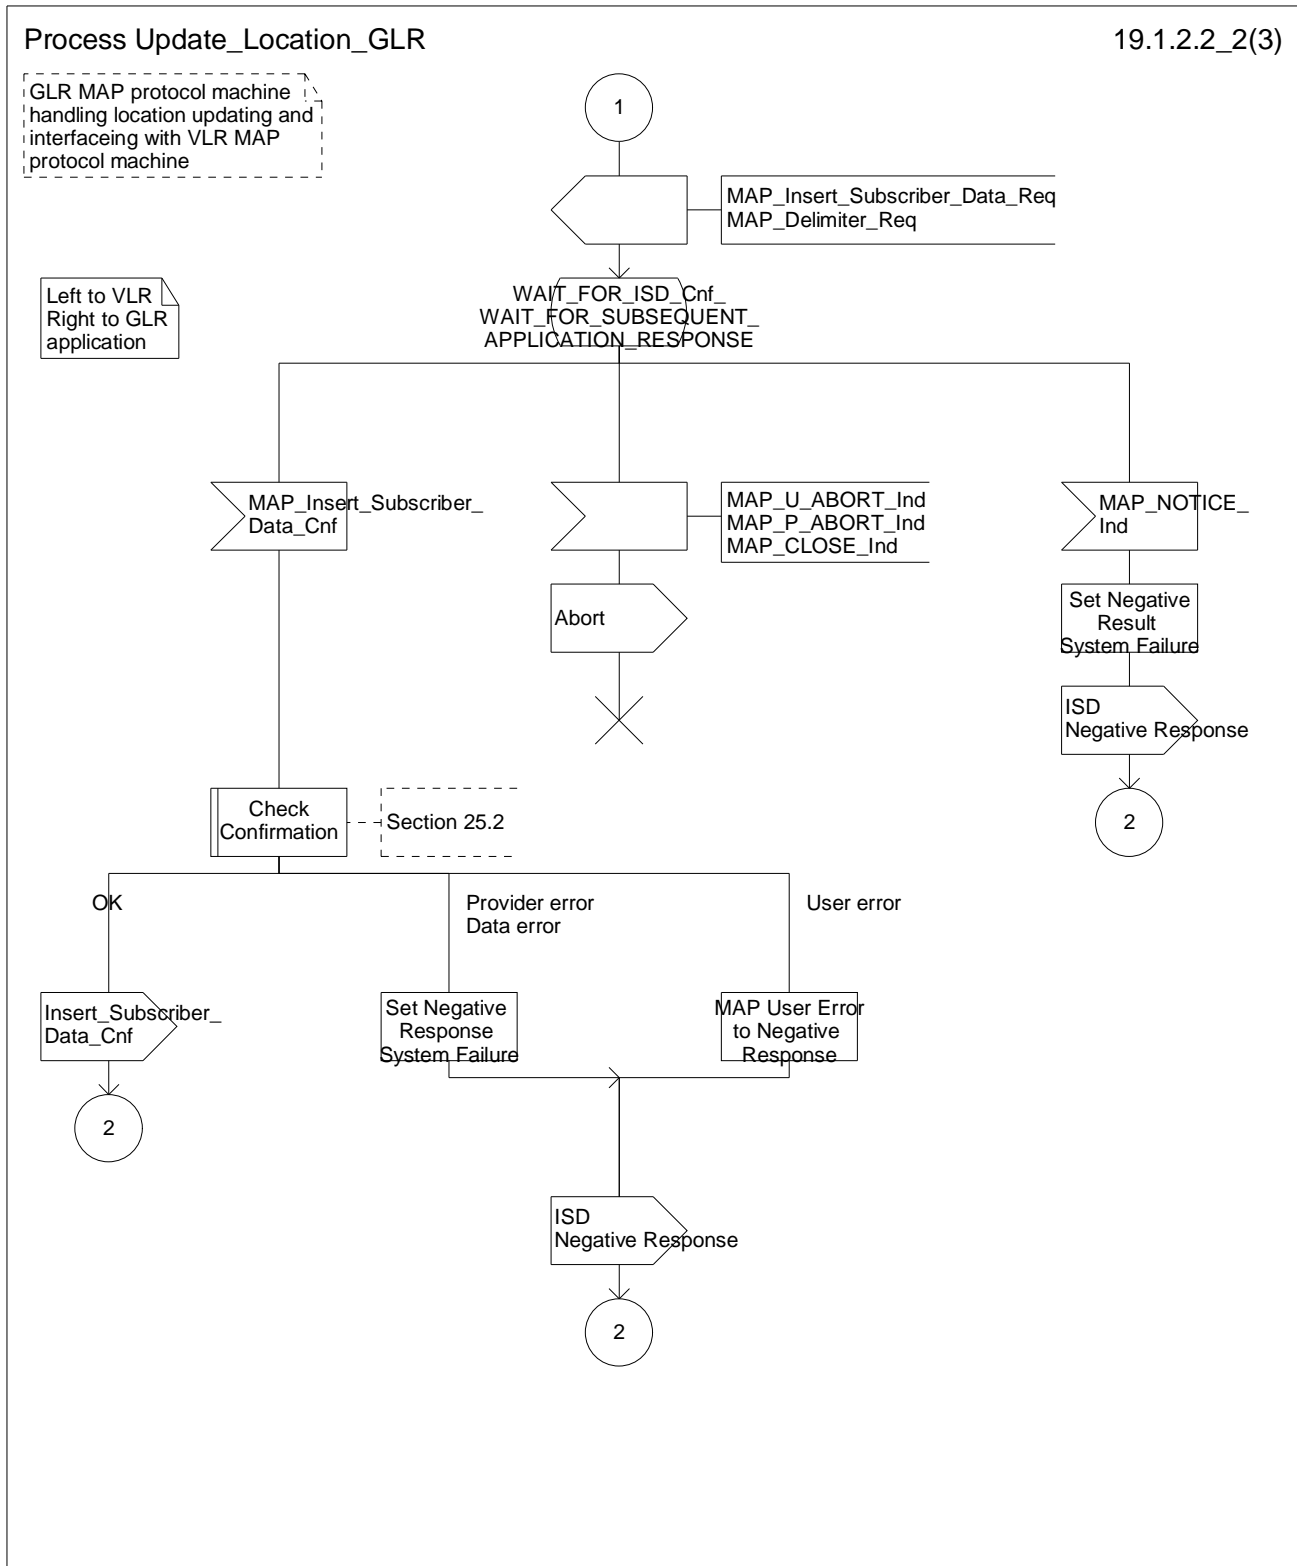 Process Update_Location_GLR
19.1.2.2_2(3)
GLR MAP protocol machine
handling location updating and
interfaceing with VLR MAP
protocol machine
1
MAP_Insert_Subscriber_Data_Req
MAP_Delimiter_Req
Left to VLR
Right to GLR
application
WAIT_FOR_ISD_Cnf_
WAIT_FOR_SUBSEQUENT_
APPLICATION_RESPONSE
MAP_Insert_Subscriber_
Data_Cnf
MAP_U_ABORT_Ind
MAP_P_ABORT_Ind
MAP_CLOSE_Ind
MAP_NOTICE_
Ind
Abort
Set Negative
Result
System Failure
ISD
Negative Response
2
Check
Confirmation
Section 25.2
OK
Provider error
Data error
User error
Insert_Subscriber_
Data_Cnf
Set Negative
Response
System Failure
MAP User Error
to Negative
Response
2
ISD
Negative Response
2